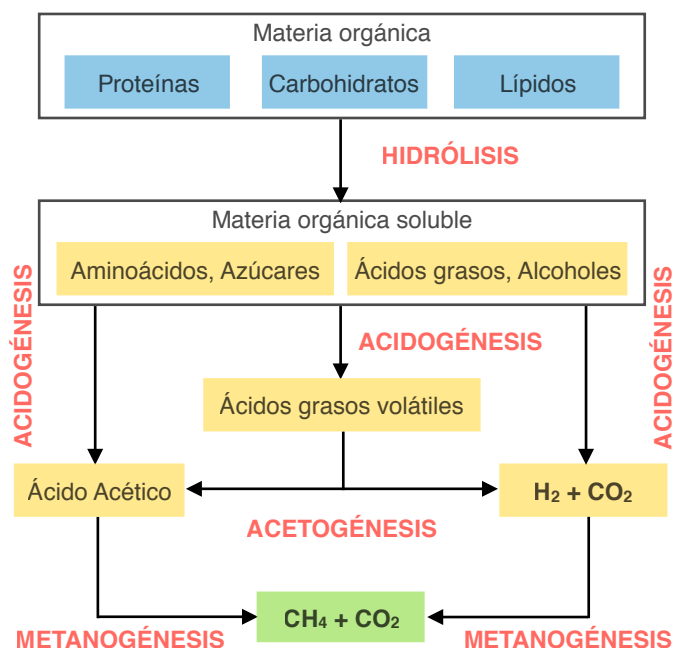 Materia orgánica
Proteínas
Carbohidratos
Lípidos
HIDRÓLISIS
Materia orgánica soluble
Aminoácidos, Azúcares
Ácidos grasos, Alcoholes
ACIDOGÉNESIS
ACIDOGÉNESIS
ACIDOGÉNESIS
Ácidos grasos volátiles
Ácido Acético
H₂ + CO₂
ACETOGÉNESIS
CH₄ + CO₂
METANOGÉNESIS
METANOGÉNESIS